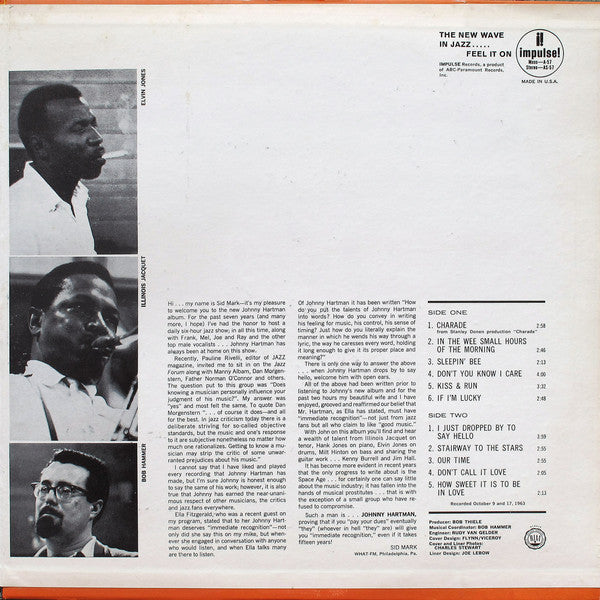 THE NEW WAVE
IN JAZZ.....
FEEL IT ON
IMPULSE Records, a product
of ABC-Paramount Records,
Inc.
impulse!
Mono—A-57
Stereo—AS-57
MADE IN U.S.A.
ELVIN JONES
ILLINOIS JACQUET
BOB HAMMER
Hi . . . my name is Sid Mark—it's my pleasure
to welcome you to the new Johnny Hartman
album. For the past seven years (and many
more, I hope) I've had the honor to host a
daily six-hour jazz show; in all this time, along
with Frank, Mel, Joe and Ray and the other
top male vocalists . . . Johnny Hartman has
always been at home on this show.
Recently, Pauline Rivelli, editor of JAZZ
magazine, invited me to sit in on the Jazz
Forum along with Manny Albam, Dan Morgen-
stern, Father Norman O'Connor and others.
The question put to this group was "Does
knowing a musician personally influence your
judgment of his music?". My answer was
"yes" and most felt the same. To quote Dan
Morgenstern ". . . of course it does—and all
for the best. In jazz criticism today there is a
deliberate striving for so-called objective
standards, but the music and one's response
to it are subjective nonetheless no matter how
much one rationalizes. Getting to know a mu-
sician may strip the critic of some unwar-
ranted prejudices he might have had.
I cannot say that I have liked and played
every recording that Johnny Hartman has
made, but I'm sure Johnny is honest enough
to say the same of his work; however, it is also
true that Johnny has earned the near-unani-
mous respect of other musicians, the critics
and jazz fans everywhere.
Ella Fitzgerald, who was a recent guest on
my program, stated that to her Johnny Hart-
man deserves "immediate recognition"—not
only did she say this on my mike, but when-
ever she engaged in conversation with anyone
who would listen, and when Ella talks many
are there to listen.
Of Johnny Hartman it has been written "How
do you put the talents of Johnny Hartman
into words? How do you convey in writing
his feeling for music, his control, his sense of
timing? Just how do you literally explain the
manner in which he wends his way through a
lyric, the way he caresses every word, holding
it long enough to give it its proper place and
meaning?"
There is only one way to answer the above
. . . when Johnny Hartman drops by to say
hello, welcome him with open ears.
All of the above had been written prior to
listening to Johnny's new album and for the
past two hours my beautiful wife and I have
enjoyed, grooved and reaffirmed our belief that
Mr. Hartman, as Ella has stated, must have
"immediate recognition"—not just from jazz
fans but all who claim to like "good music."
With John on this album you'll find and hear
a wealth of talent from Illinois Jacquet on
tenor, Hank Jones on piano, Elvin Jones on
drums, Milt Hinton on bass and sharing the
guitar work . . . Kenny Burrell and Jim Hall.
It has become more evident in recent years
that the only progress to write about is the
Space Age . . . for certainly one can say little
about this music industry; it has fallen into the
hands of musical prostitutes . . . that is with
the exception of a small group who have re-
fused to compromise.
Such a man is . . . JOHNNY HARTMAN,
proving that if you "pay your dues" eventually
"they" (whoever in hell "they" are) will give
you "immediate recognition," even if it takes
fifteen years!
SID MARK
WHAT-FM, Philadelphia, Pa.
SIDE ONE
1. CHARADE 2:58
from Stanley Donen production "Charade"
2. IN THE WEE SMALL HOURS
OF THE MORNING 2:46
3. SLEEPIN' BEE 2:13
4. DON'T YOU KNOW I CARE 4:00
5. KISS & RUN 3:32
6. IF I'M LUCKY 2:48
SIDE TWO
1. I JUST DROPPED BY TO
SAY HELLO 3:59
2. STAIRWAY TO THE STARS 2:55
3. OUR TIME 2:55
4. DON'T CALL IT LOVE 2:05
5. HOW SWEET IT IS TO BE
IN LOVE 2:13
Recorded October 9 and 17, 1963
Producer: BOB THIELE
Musical Coordinator: BOB HAMMER
Engineer: RUDY VAN GELDER
Cover Design: FLYNN/VICEROY
Cover and Liner Photos:
CHARLES STEWART
Liner Design: JOE LEBOW